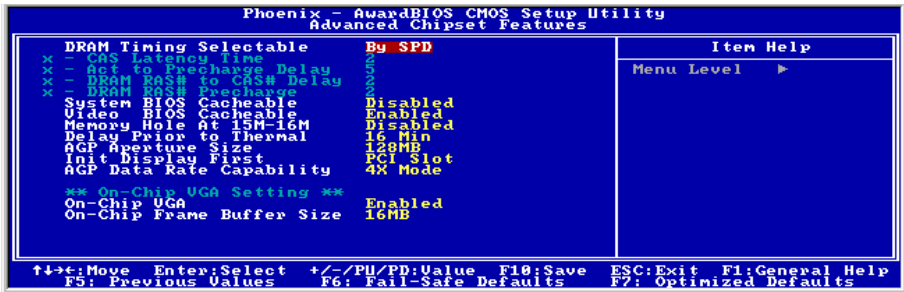 Phoenix - AwardBIOS CMOS Setup Utility
Advanced Chipset Features
DRAM Timing Selectable By SPD
x - CAS Latency Time 2
x - Act to Precharge Delay 5
x - DRAM RAS# to CAS# Delay 2
x - DRAM RAS# Precharge 2
System BIOS Cacheable Disabled
Video BIOS Cacheable Enabled
Memory Hole At 15M-16M Disabled
Delay Prior to Thermal 16 Min
AGP Aperture Size 128MB
Init Display First PCI Slot
AGP Data Rate Capability 4X Mode
** On-Chip VGA Setting **
On-Chip VGA Enabled
On-Chip Frame Buffer Size 16MB
Item Help
Menu Level ►
↑↓→←:Move Enter:Select +/-/PU/PD:Value F10:Save ESC:Exit F1:General Help
F5: Previous Values F6: Fail-Safe Defaults F7: Optimized Defaults